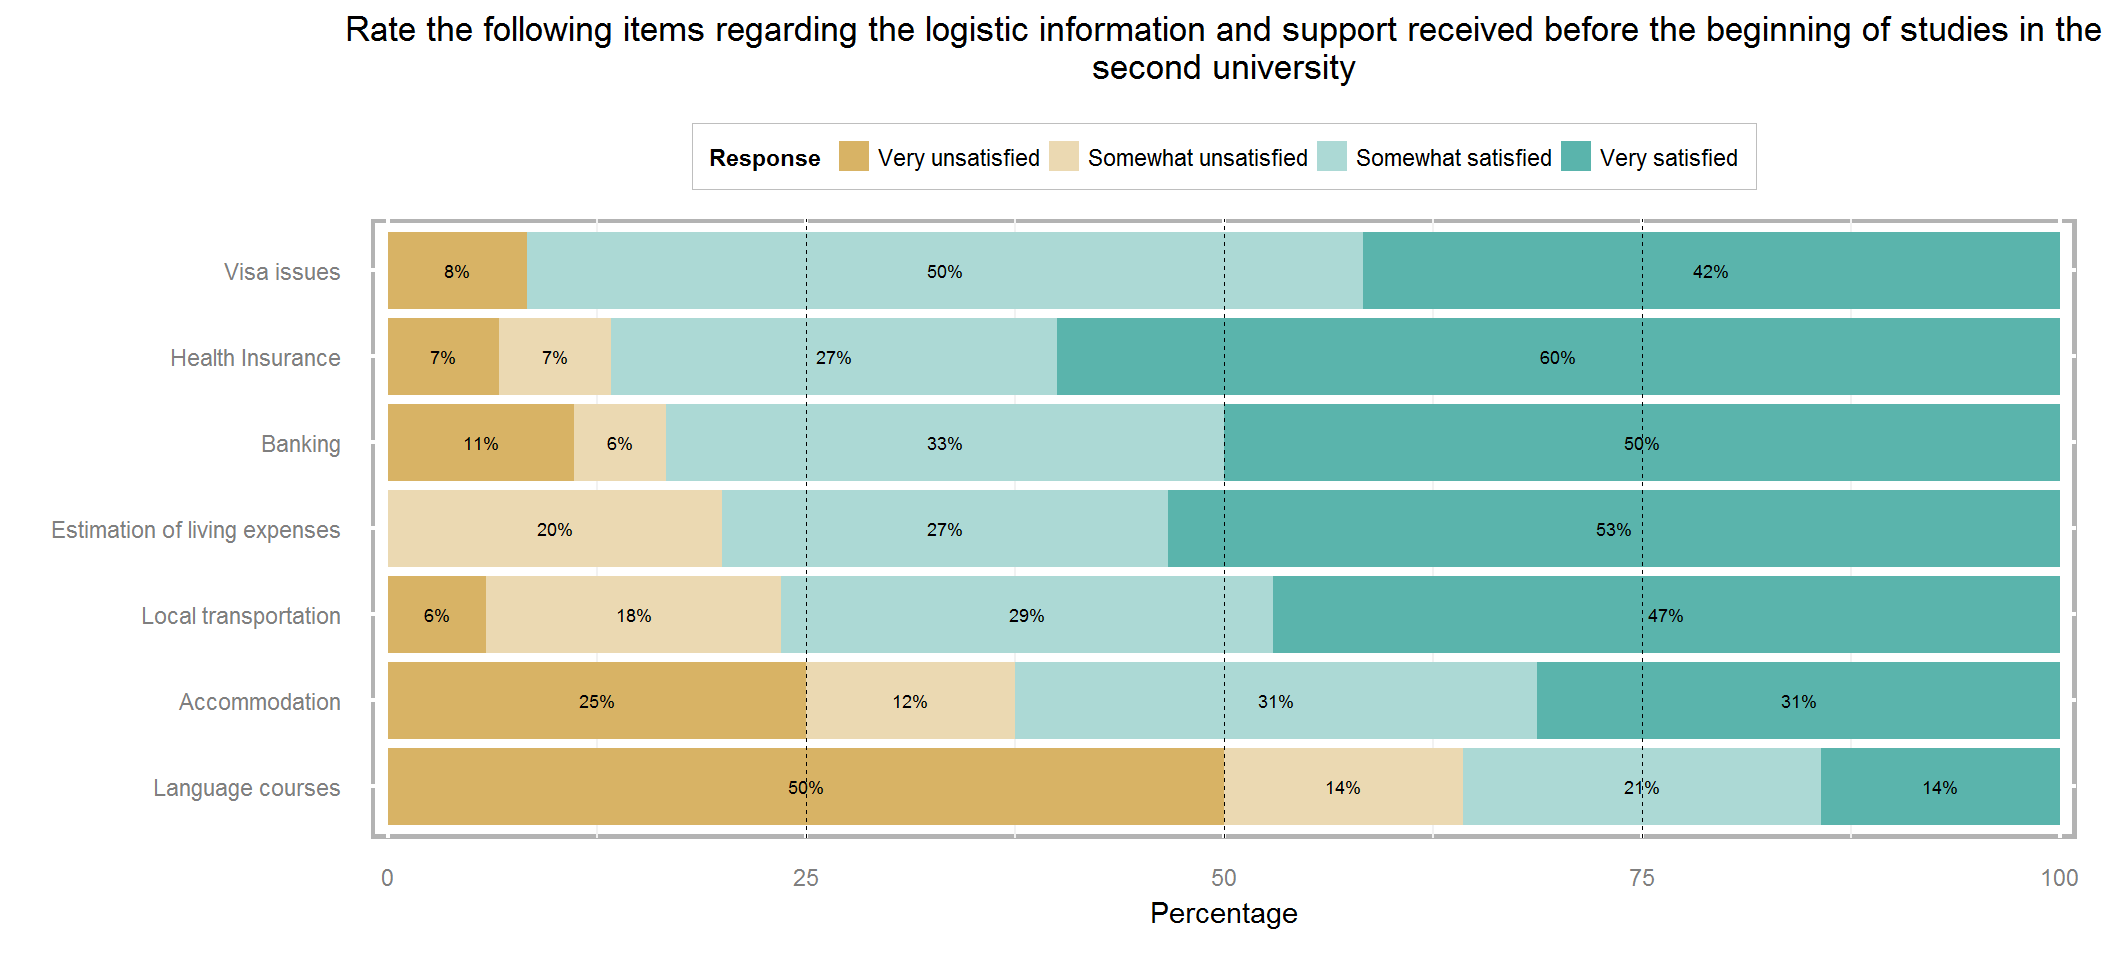 Rate the following items regarding the logistic information and support received before the beginning of studies in the
second university
Response Very unsatisfied Somewhat unsatisfied Somewhat satisfied Very satisfied
Visa issues 8% 50% 42%
Health Insurance 7% 7% 27% 60%
Banking 11% 6% 33% 50%
Estimation of living expenses 20% 27% 53%
Local transportation 6% 18% 29% 47%
Accommodation 25% 12% 31% 31%
Language courses 50% 14% 21% 14%
0 25 50 75 100
Percentage